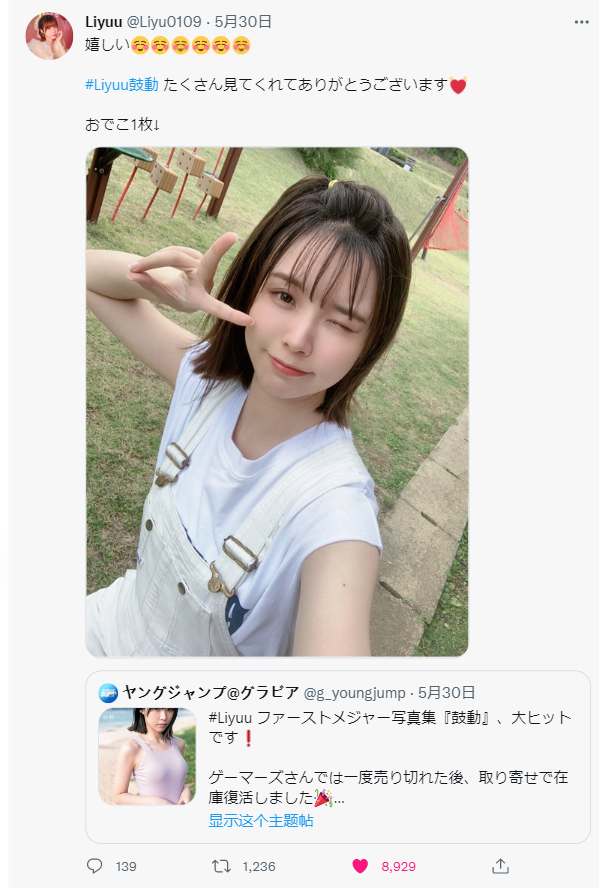 Liyuu @Liyu0109 · 5月30日
嬉しい☺️☺️☺️☺️☺️☺️
#Liyuu鼓動 たくさん見てくれてありがとうございます💓
おでこ1枚↓
ヤングジャンプ@グラビア @g_youngjump · 5月30日
#Liyuu ファーストメジャー写真集『鼓動』、大ヒット
です❗
ゲーマーズさんでは一度売り切れた後、取り寄せで在
庫復活しました🎉...
显示这个主题帖
139 1,236 8,929